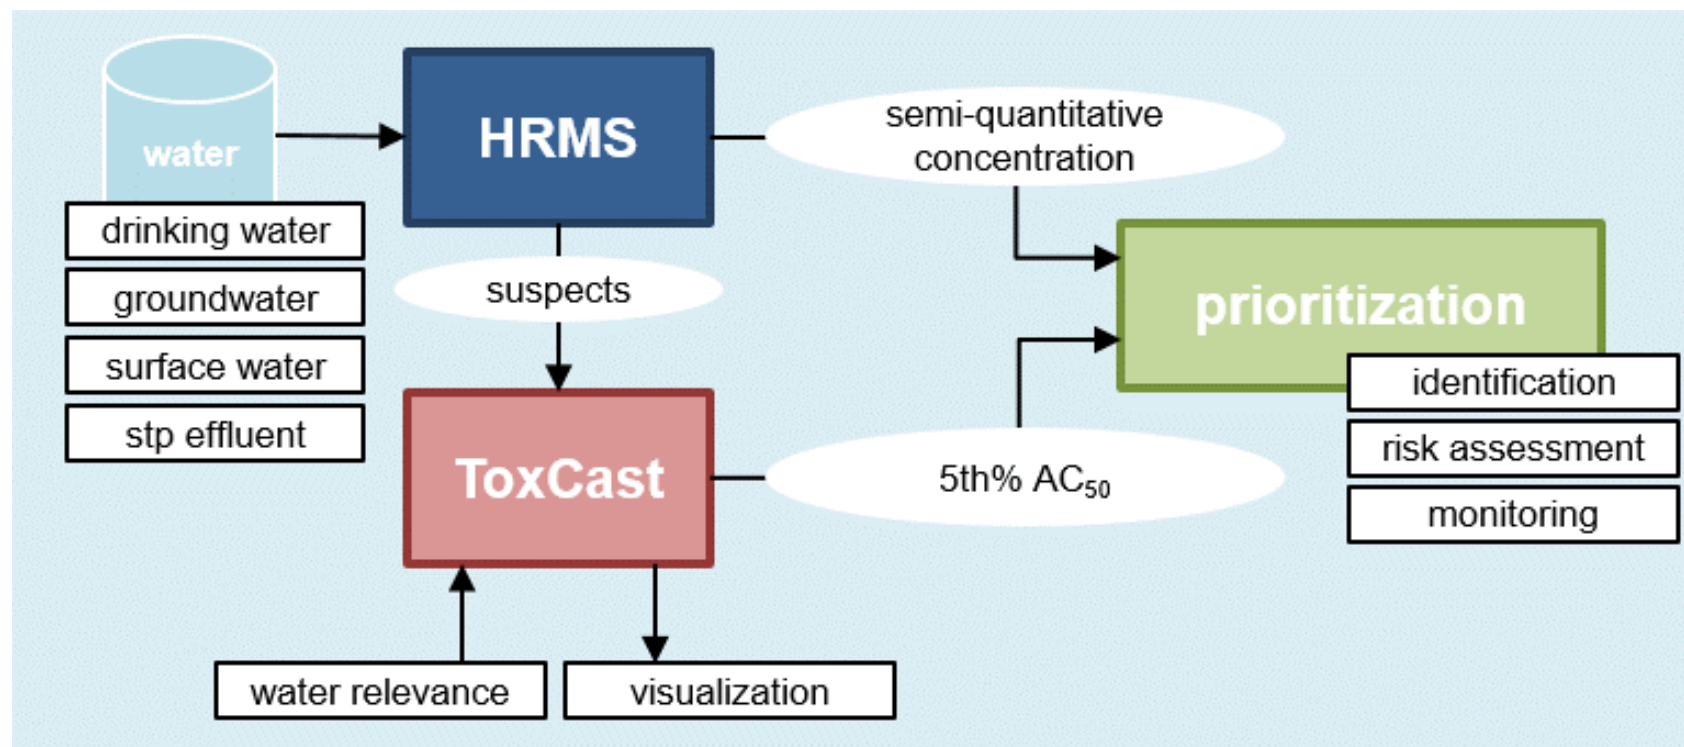 water
drinking water
groundwater
surface water
stp effluent
HRMS
suspects
ToxCast
water relevance
visualization
semi-quantitative
concentration
5th% AC₅₀
prioritization
identification
risk assessment
monitoring